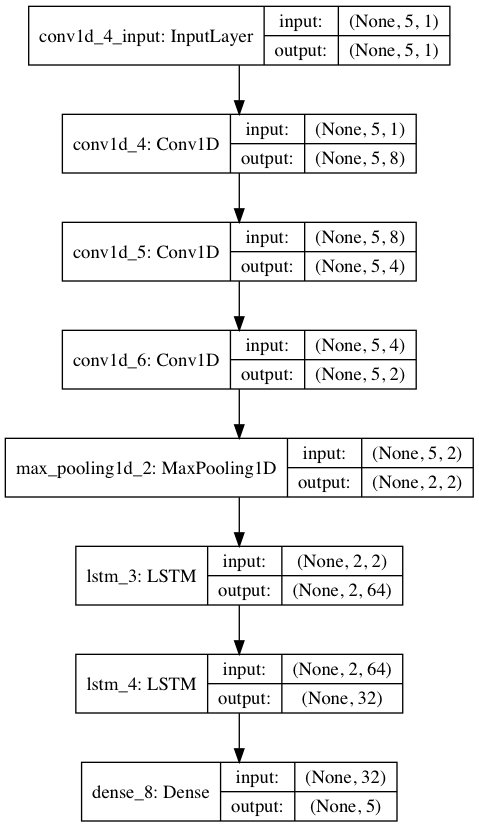 conv1d_4_input: InputLayer
input: (None, 5, 1)
output: (None, 5, 1)
conv1d_4: Conv1D
input: (None, 5, 1)
output: (None, 5, 8)
conv1d_5: Conv1D
input: (None, 5, 8)
output: (None, 5, 4)
conv1d_6: Conv1D
input: (None, 5, 4)
output: (None, 5, 2)
max_pooling1d_2: MaxPooling1D
input: (None, 5, 2)
output: (None, 2, 2)
lstm_3: LSTM
input: (None, 2, 2)
output: (None, 2, 64)
lstm_4: LSTM
input: (None, 2, 64)
output: (None, 32)
dense_8: Dense
input: (None, 32)
output: (None, 5)